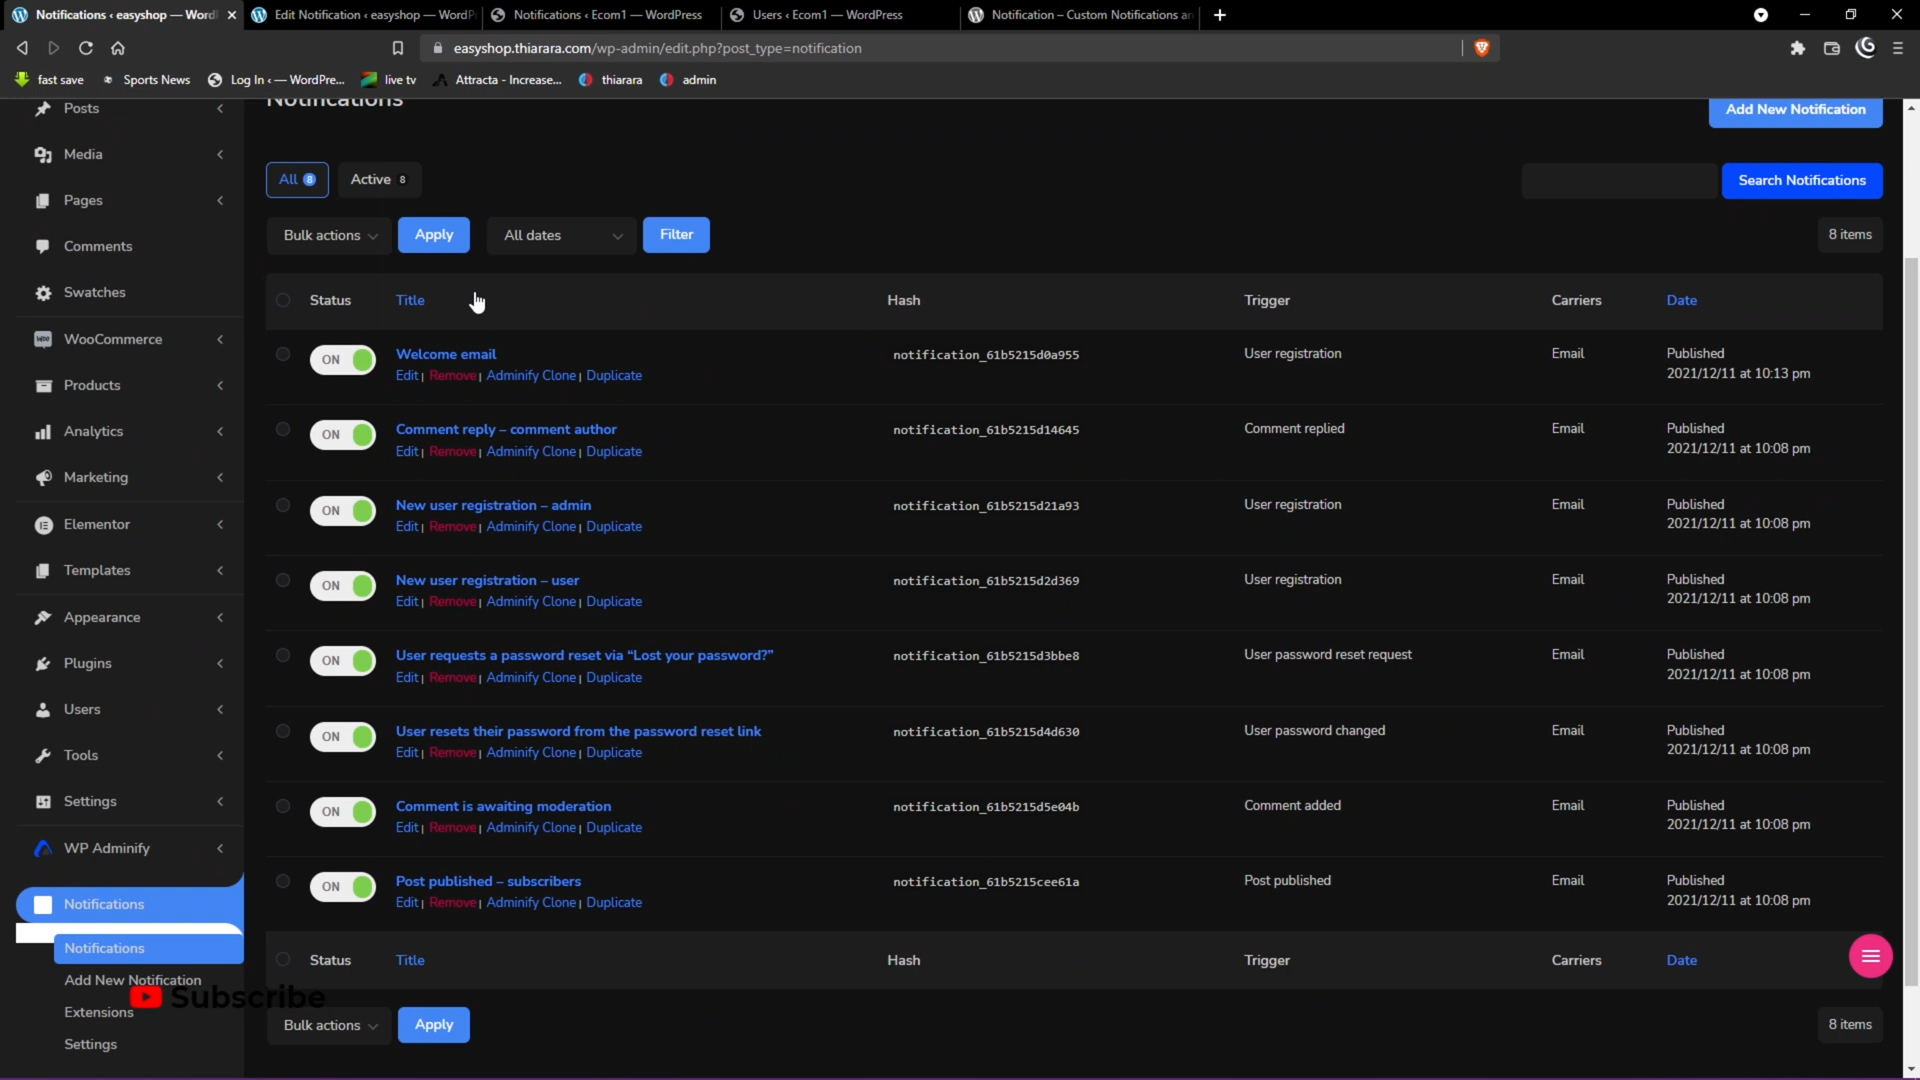 Notifications ‹ easyshop — Word
Edit Notification ‹ easyshop — WordP
Notifications ‹ Ecom1 — WordPress
Users ‹ Ecom1 — WordPress
Notification – Custom Notifications an
easyshop.thiarara.com/wp-admin/edit.php?post_type=notification
fast save
Sports News
Log In ‹ — WordPre...
live tv
Attracta - Increase...
thiarara
admin
Posts
Media
Pages
Comments
Swatches
WooCommerce
Products
Analytics
Marketing
Elementor
Templates
Appearance
Plugins
Users
Tools
Settings
WP Adminify
Notifications
Notifications
Add New Notification
Extensions
Settings
Subscribe
Notifications
Add New Notification
All 8
Active 8
Search Notifications
Bulk actions
Apply
All dates
Filter
8 items
Status Title Hash Trigger Carriers Date
ON Welcome email notification_61b5215d0a955 User registration Email Published
Edit | Remove | Adminify Clone | Duplicate 2021/12/11 at 10:13 pm
ON Comment reply – comment author notification_61b5215d14645 Comment replied Email Published
Edit | Remove | Adminify Clone | Duplicate 2021/12/11 at 10:08 pm
ON New user registration – admin notification_61b5215d21a93 User registration Email Published
Edit | Remove | Adminify Clone | Duplicate 2021/12/11 at 10:08 pm
ON New user registration – user notification_61b5215d2d369 User registration Email Published
Edit | Remove | Adminify Clone | Duplicate 2021/12/11 at 10:08 pm
ON User requests a password reset via “Lost your password?” notification_61b5215d3bbe8 User password reset request Email Published
Edit | Remove | Adminify Clone | Duplicate 2021/12/11 at 10:08 pm
ON User resets their password from the password reset link notification_61b5215d4d630 User password changed Email Published
Edit | Remove | Adminify Clone | Duplicate 2021/12/11 at 10:08 pm
ON Comment is awaiting moderation notification_61b5215d5e04b Comment added Email Published
Edit | Remove | Adminify Clone | Duplicate 2021/12/11 at 10:08 pm
ON Post published – subscribers notification_61b5215cee61a Post published Email Published
Edit | Remove | Adminify Clone | Duplicate 2021/12/11 at 10:08 pm
Status Title Hash Trigger Carriers Date
Bulk actions
Apply
8 items